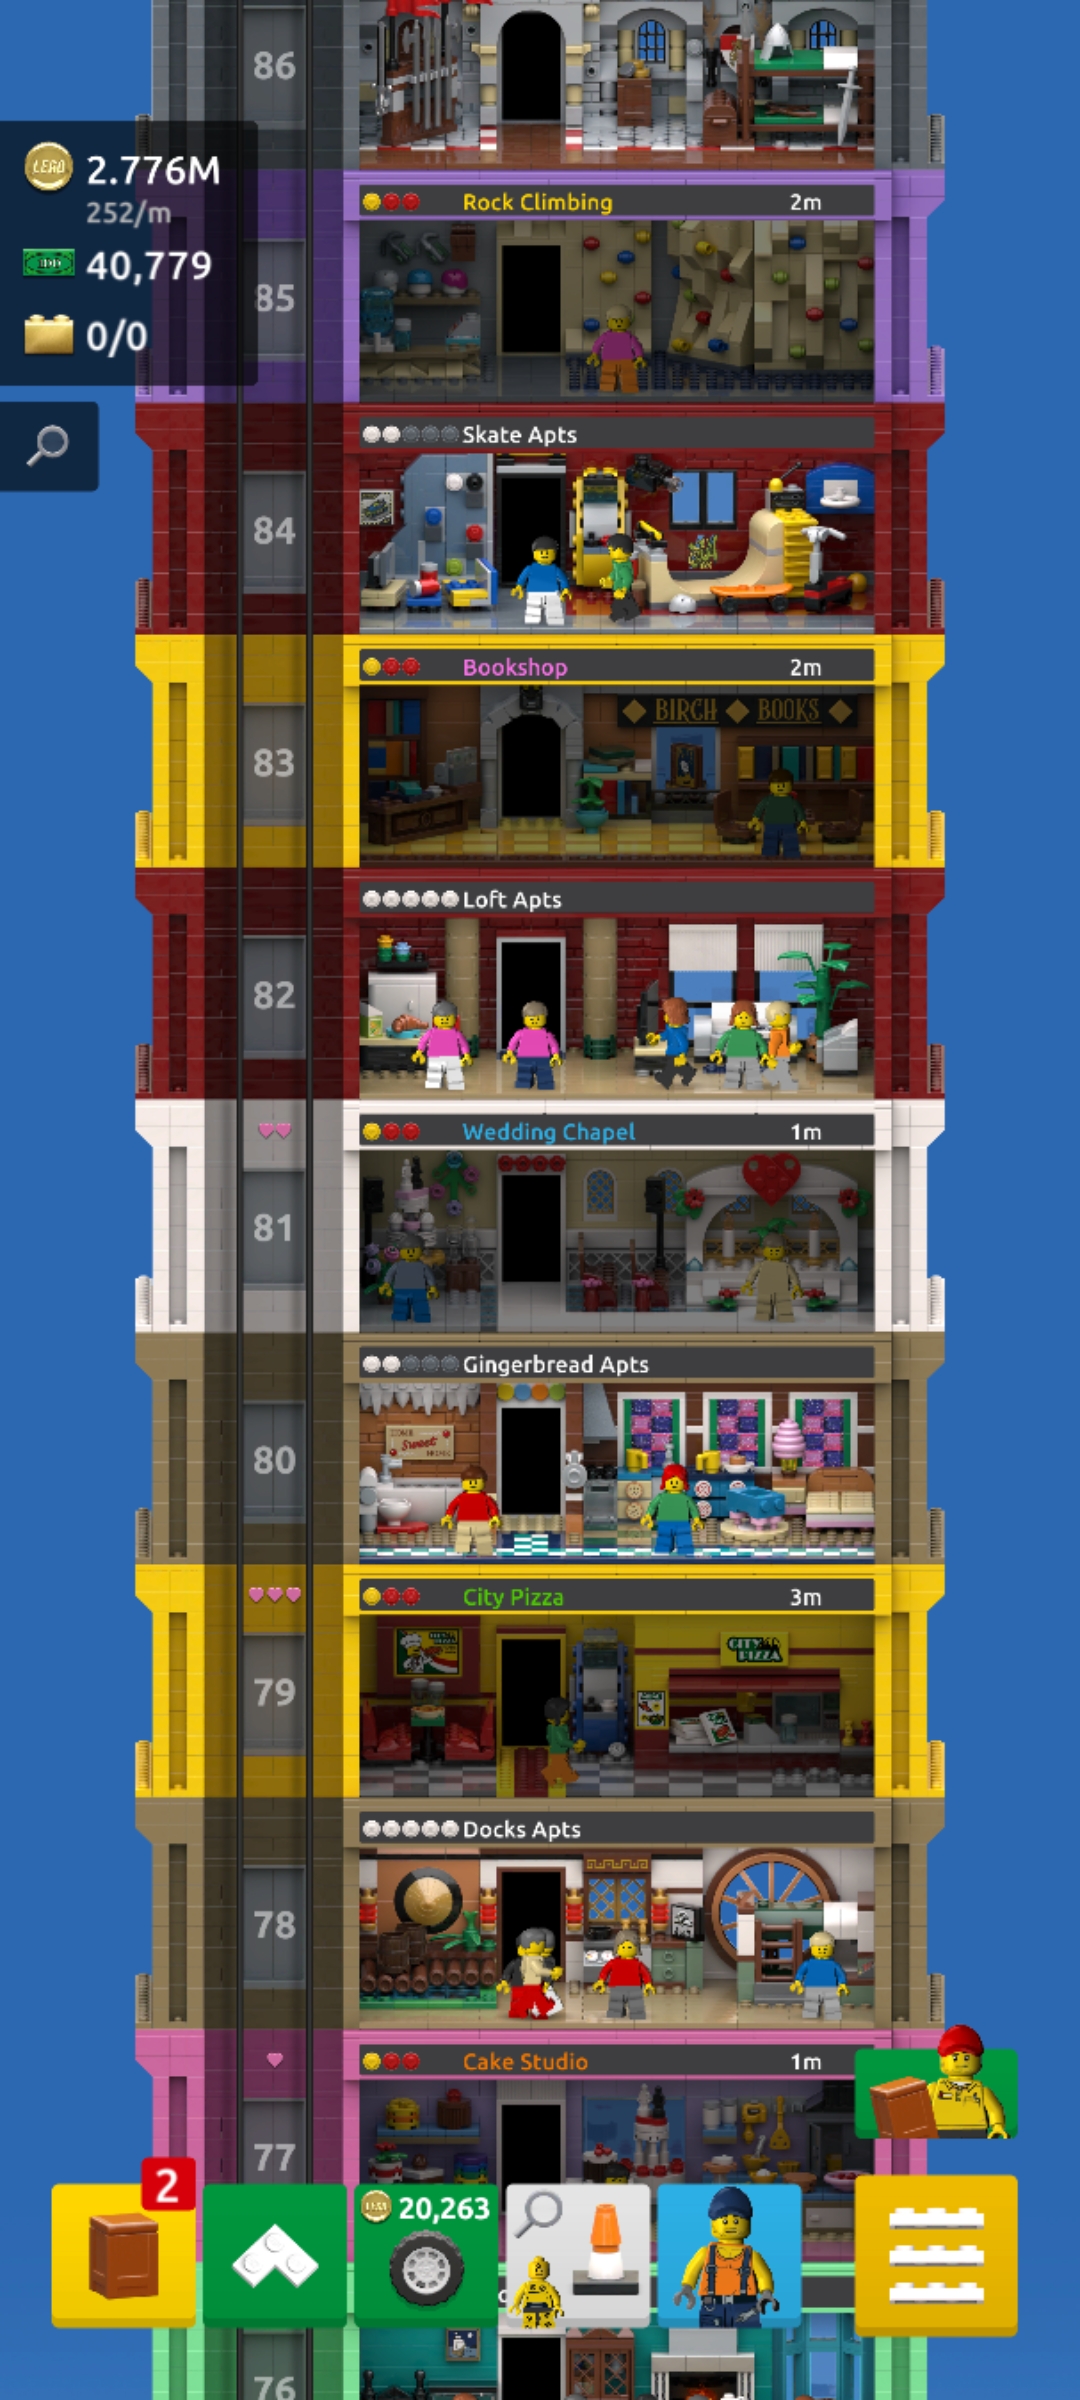 86
LEGO
2.776M
252/m
40,779
0/0
Rock Climbing 2m
85
Skate Apts
84
Bookshop 2m
BIRCH BOOKS
83
Loft Apts
82
Wedding Chapel 1m
81
Gingerbread Apts
Sweet
80
City Pizza 3m
CITY PIZZA
79
Docks Apts
78
Cake Studio 1m
77
2
20,263
76